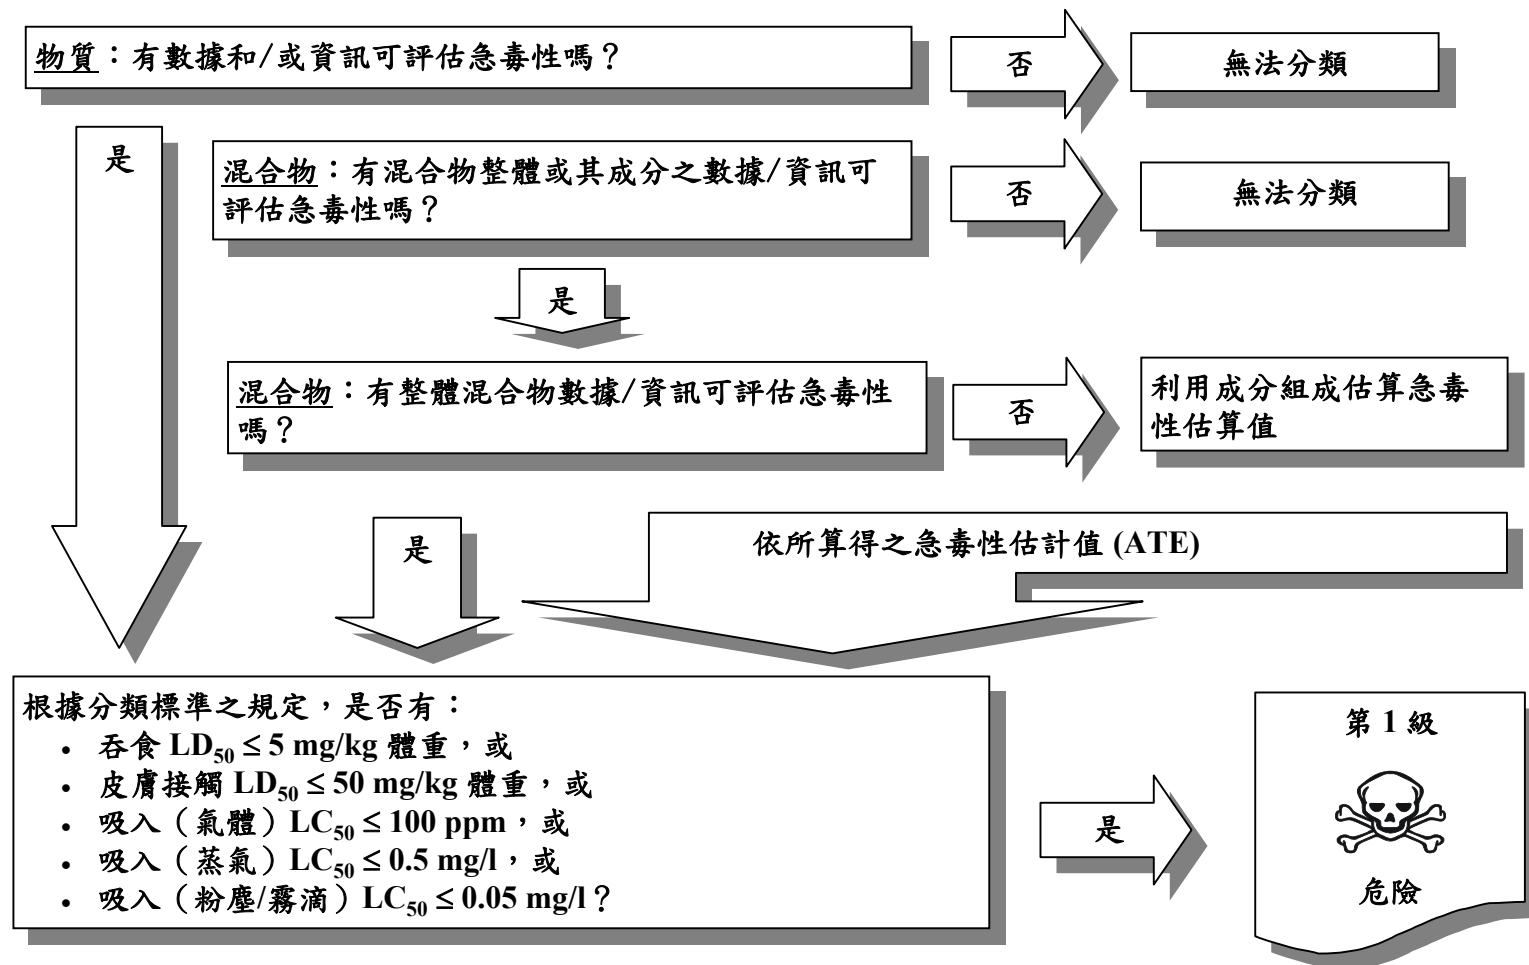 物質：有數據和/或資訊可評估急毒性嗎？
否
無法分類
是
混合物：有混合物整體或其成分之數據/資訊可
評估急毒性嗎？
否
無法分類
是
混合物：有整體混合物數據/資訊可評估急毒性
嗎？
否
利用成分組成估算急毒
性估算值
是
依所算得之急毒性估計值 (ATE)
根據分類標準之規定，是否有：
• 吞食 LD50 ≤ 5 mg/kg 體重，或
• 皮膚接觸 LD50 ≤ 50 mg/kg 體重，或
• 吸入（氣體）LC50 ≤ 100 ppm，或
• 吸入（蒸氣）LC50 ≤ 0.5 mg/l，或
• 吸入（粉塵/霧滴）LC50 ≤ 0.05 mg/l？
是
第 1 級
危險